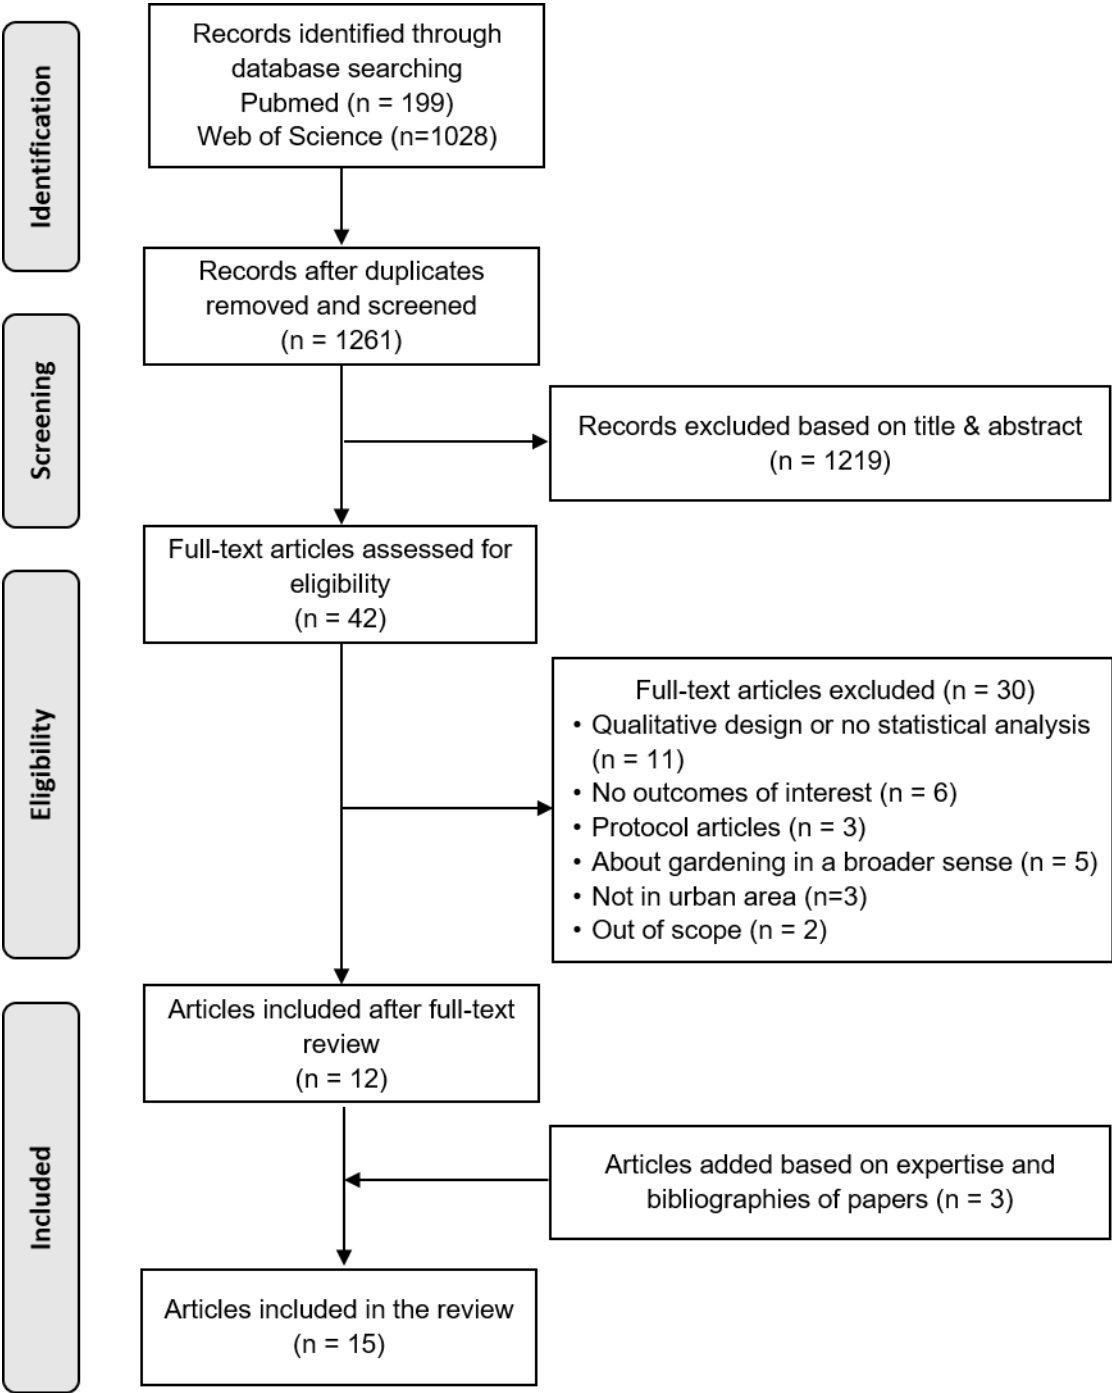 Identification
Records identified through
database searching
Pubmed (n = 199)
Web of Science (n=1028)
Records after duplicates
removed and screened
(n = 1261)
Screening
Records excluded based on title & abstract
(n = 1219)
Full-text articles assessed for
eligibility
(n = 42)
Eligibility
Full-text articles excluded (n = 30)
• Qualitative design or no statistical analysis
(n = 11)
• No outcomes of interest (n = 6)
• Protocol articles (n = 3)
• About gardening in a broader sense (n = 5)
• Not in urban area (n=3)
• Out of scope (n = 2)
Articles included after full-text
review
(n = 12)
Included
Articles added based on expertise and
bibliographies of papers (n = 3)
Articles included in the review
(n = 15)